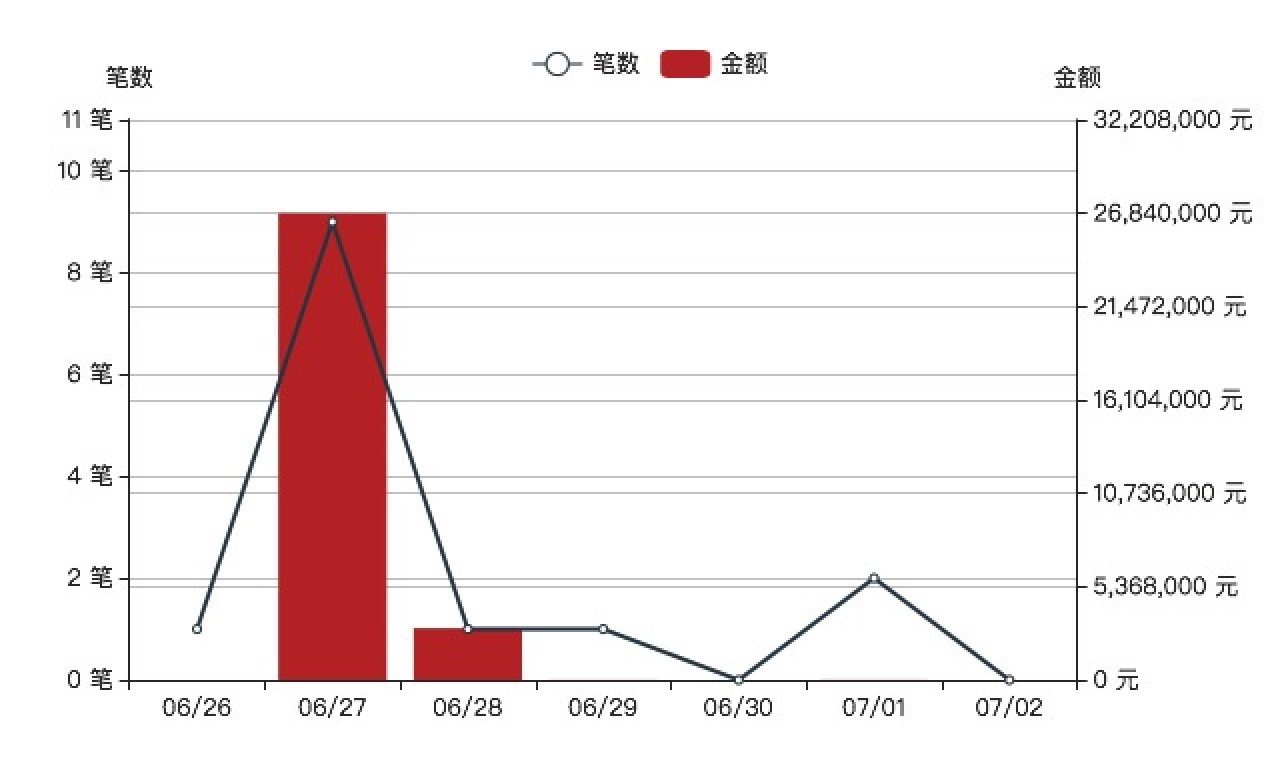 笔数 金额
笔数
金额
11 笔
10 笔
8 笔
6 笔
4 笔
2 笔
0 笔
32,208,000 元
26,840,000 元
21,472,000 元
16,104,000 元
10,736,000 元
5,368,000 元
0 元
06/26 06/27 06/28 06/29 06/30 07/01 07/02